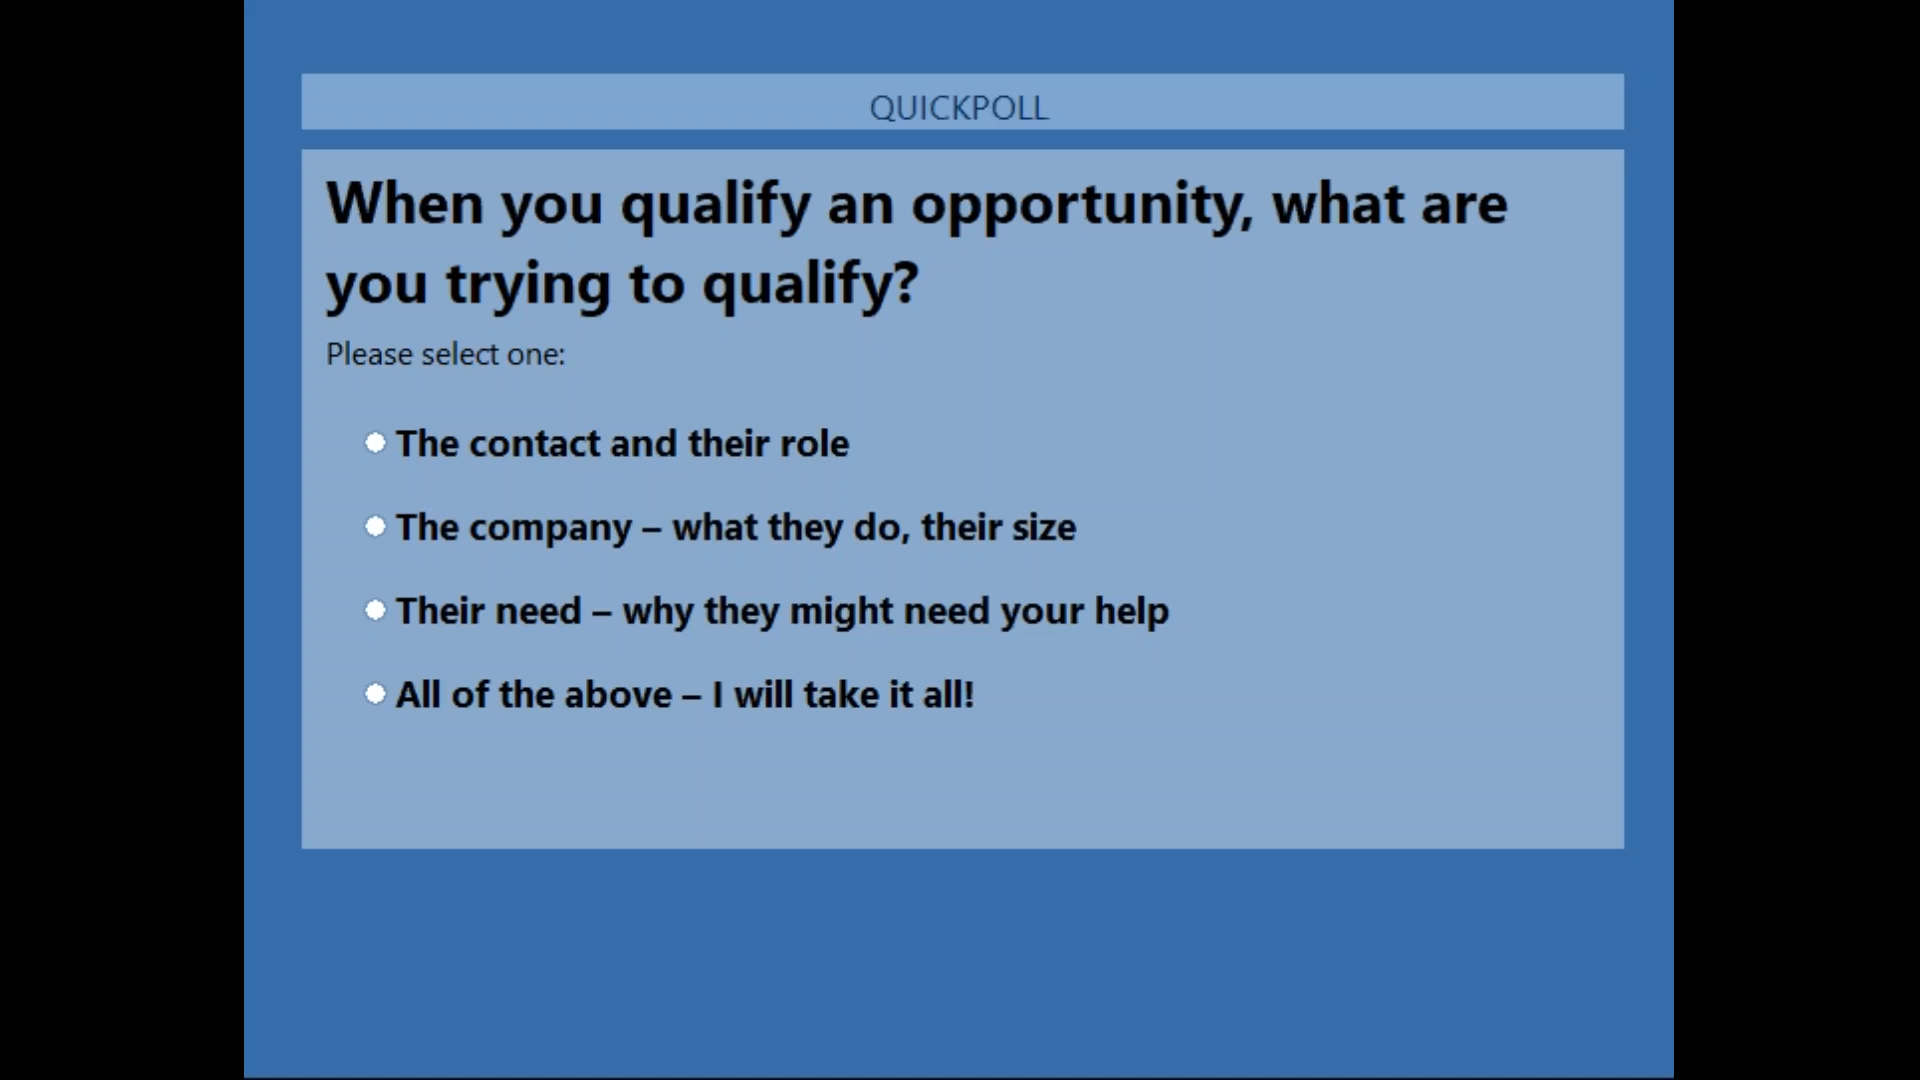 QUICKPOLL
When you qualify an opportunity, what are
you trying to qualify?
Please select one:
The contact and their role
The company – what they do, their size
Their need – why they might need your help
All of the above – I will take it all!